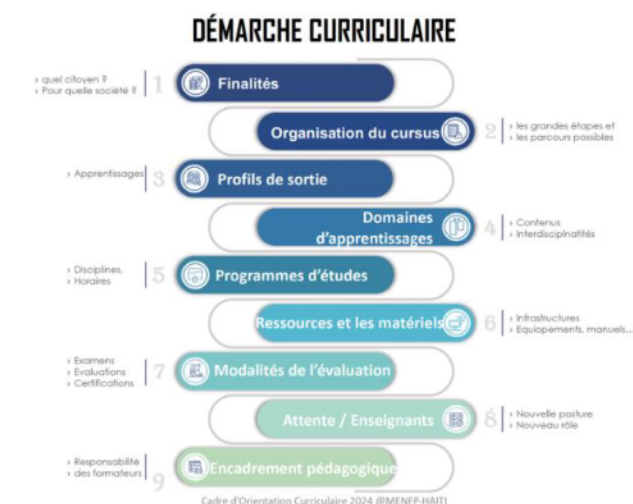 DÉMARCHE CURRICULAIRE
› quel citoyen ?
› Pour quelle société ?
1
Finalités
Organisation du cursus
2
› les grandes étapes et
› les parcours possibles
› Apprentissages
3
Profils de sortie
Domaines
d'apprentissages
4
› Contenus
› Interdisciplnatifés
› Disciplines,
› Horaires
5
Programmes d'études
Ressources et les matériels
6
› Infrastructures
› Equiopements, manuels...
› Examens
› Evaluations
› Certifications
7
Modalités de l'évaluation
Attente / Enseignants
8
› Nouvelle posture
› Nouveau rôle
› Responsabilité
› des formateurs
9
Encadrement pédagogique
Cadre d'Orientation Curriculaire 2024 @MENFP-HAITI